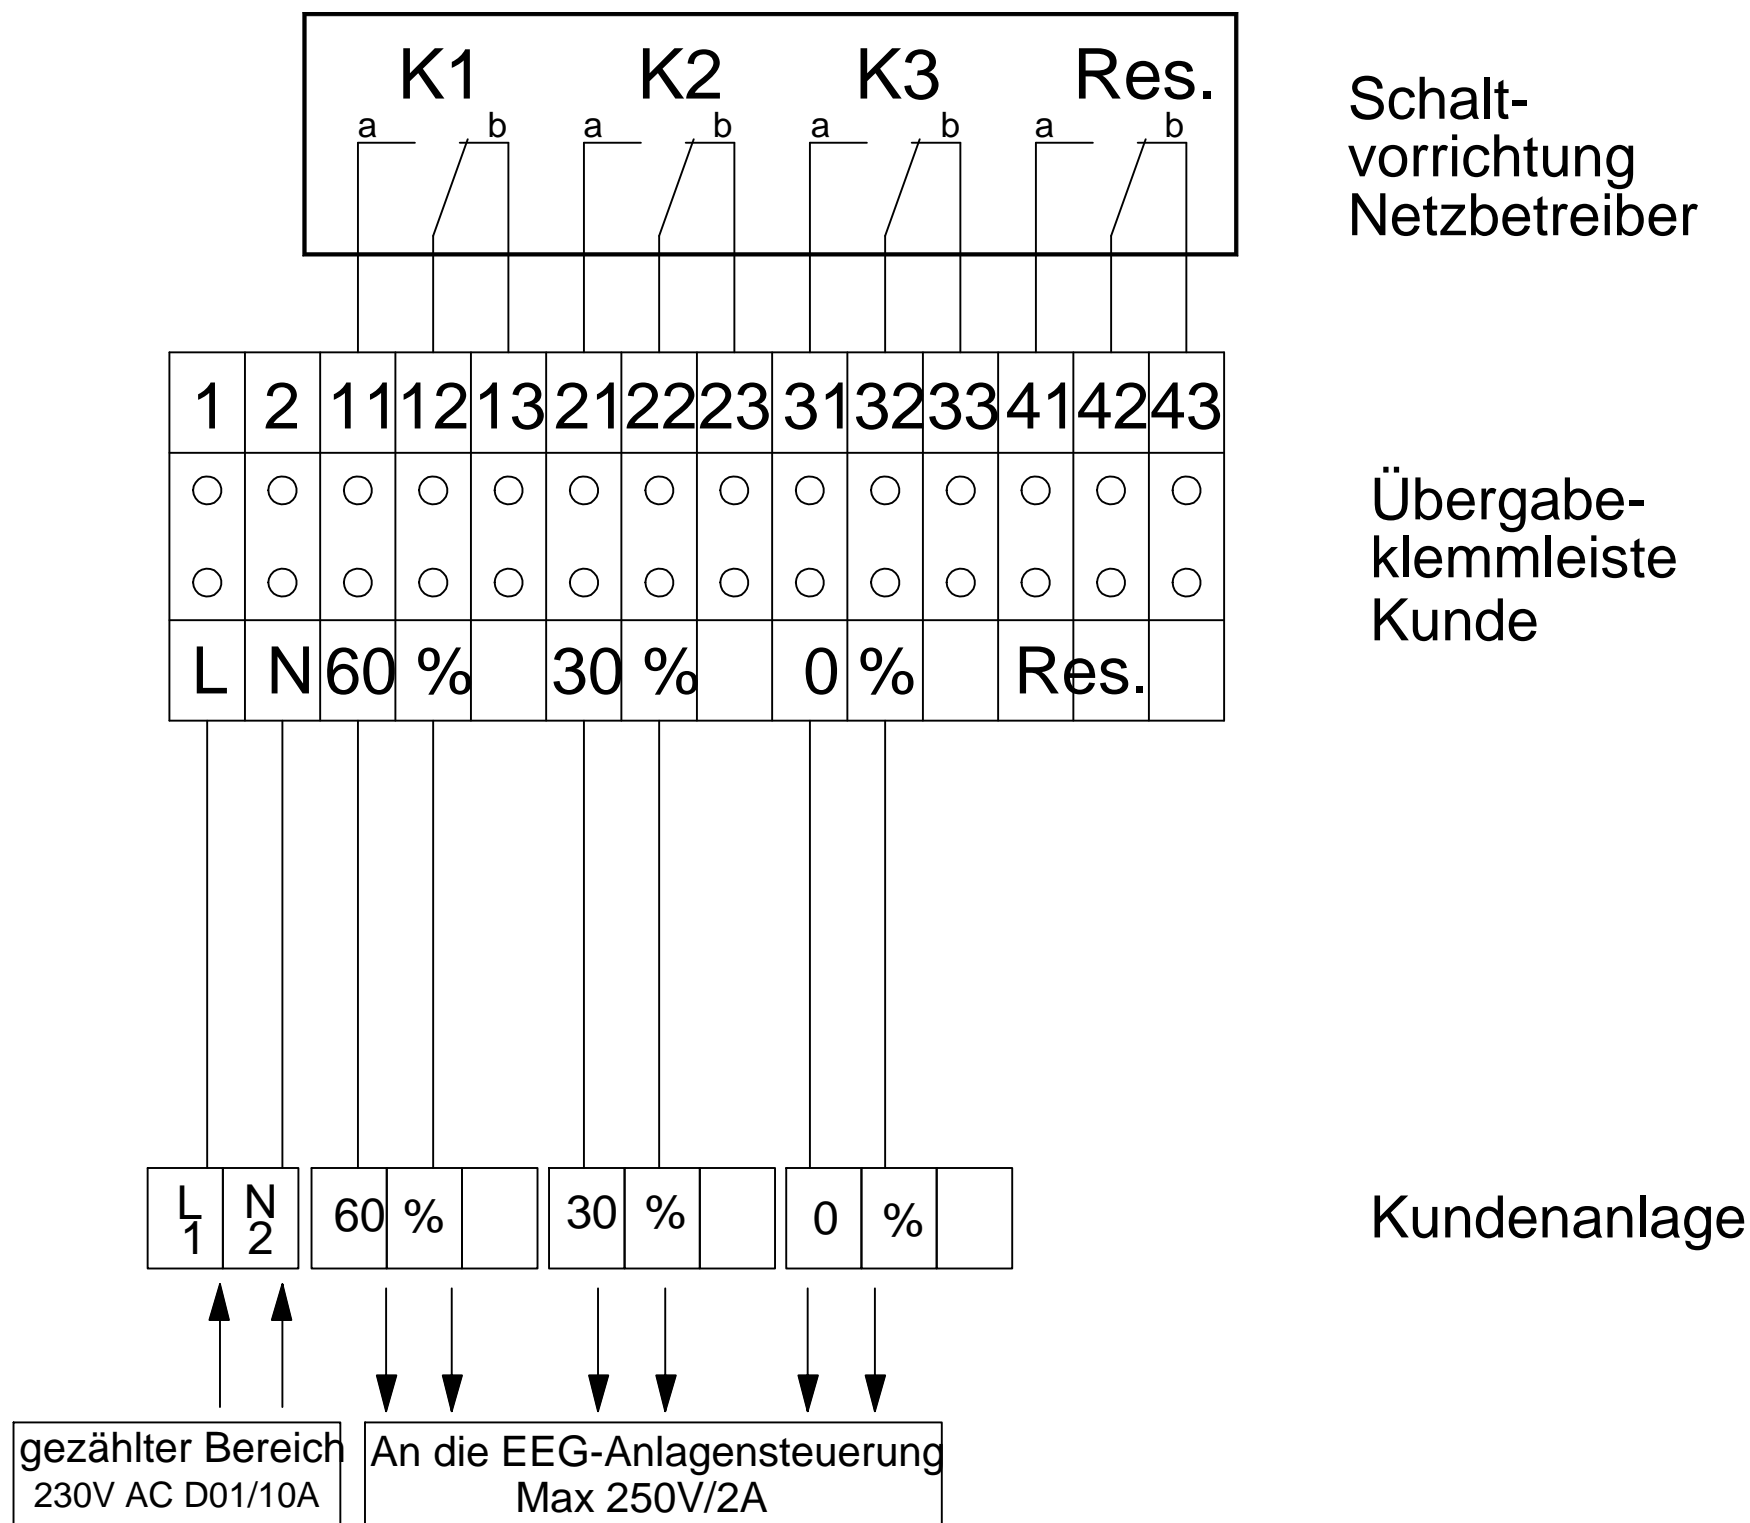 K1 K2 K3 Res.
a b a b a b a b
Schalt-
vorrichtung
Netzbetreiber
1 2 11 12 13 21 22 23 31 32 33 41 42 43
Übergabe-
klemmleiste
Kunde
L N 60 % 30 % 0 % Res.
L N 60 % 30 % 0 %
1 2
Kundenanlage
gezählter Bereich
230V AC D01/10A
An die EEG-Anlagensteuerung
Max 250V/2A